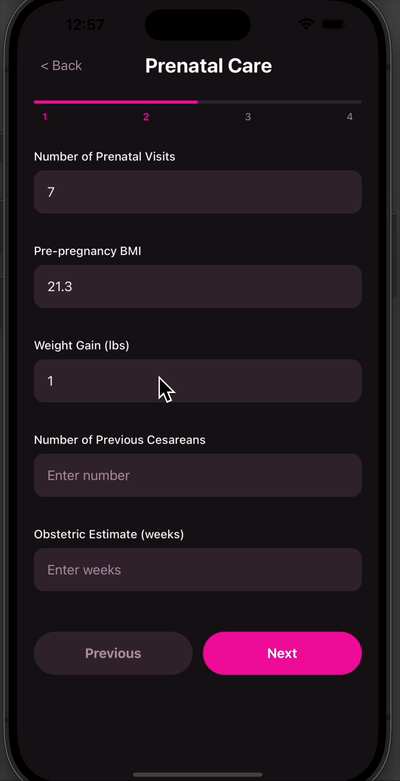 12:57
< Back
Prenatal Care
1 2 3 4
Number of Prenatal Visits
7
Pre-pregnancy BMI
21.3
Weight Gain (lbs)
1
Number of Previous Cesareans
Enter number
Obstetric Estimate (weeks)
Enter weeks
Previous
Next